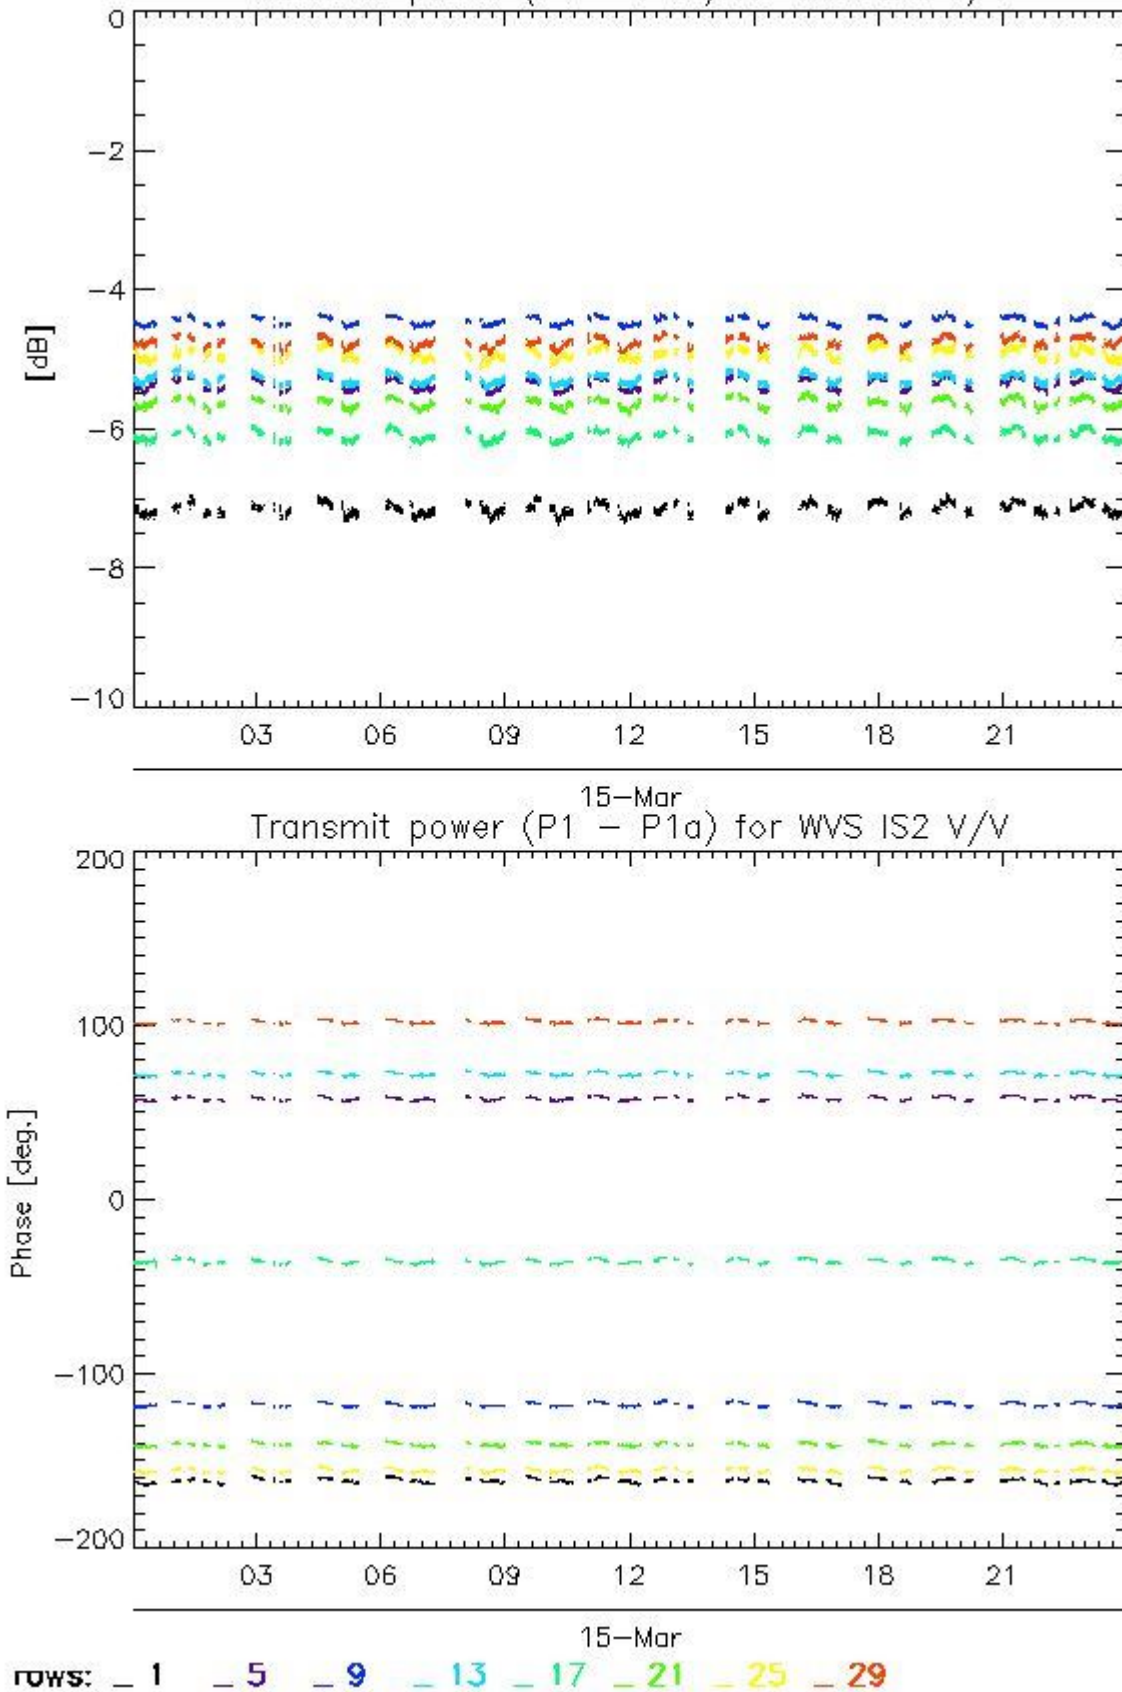 0
-2
-4
[dB]
-6
-8
-10
03 06 09 12 15 18 21
15-Mar
Transmit power (P1 - P1a) for WVS IS2 V/V
200
100
Phase [deg.]
0
-100
-200
03 06 09 12 15 18 21
15-Mar
rows: _ 1 _ 5 _ 9 _ 13 _ 17 _ 21 _ 25 _ 29